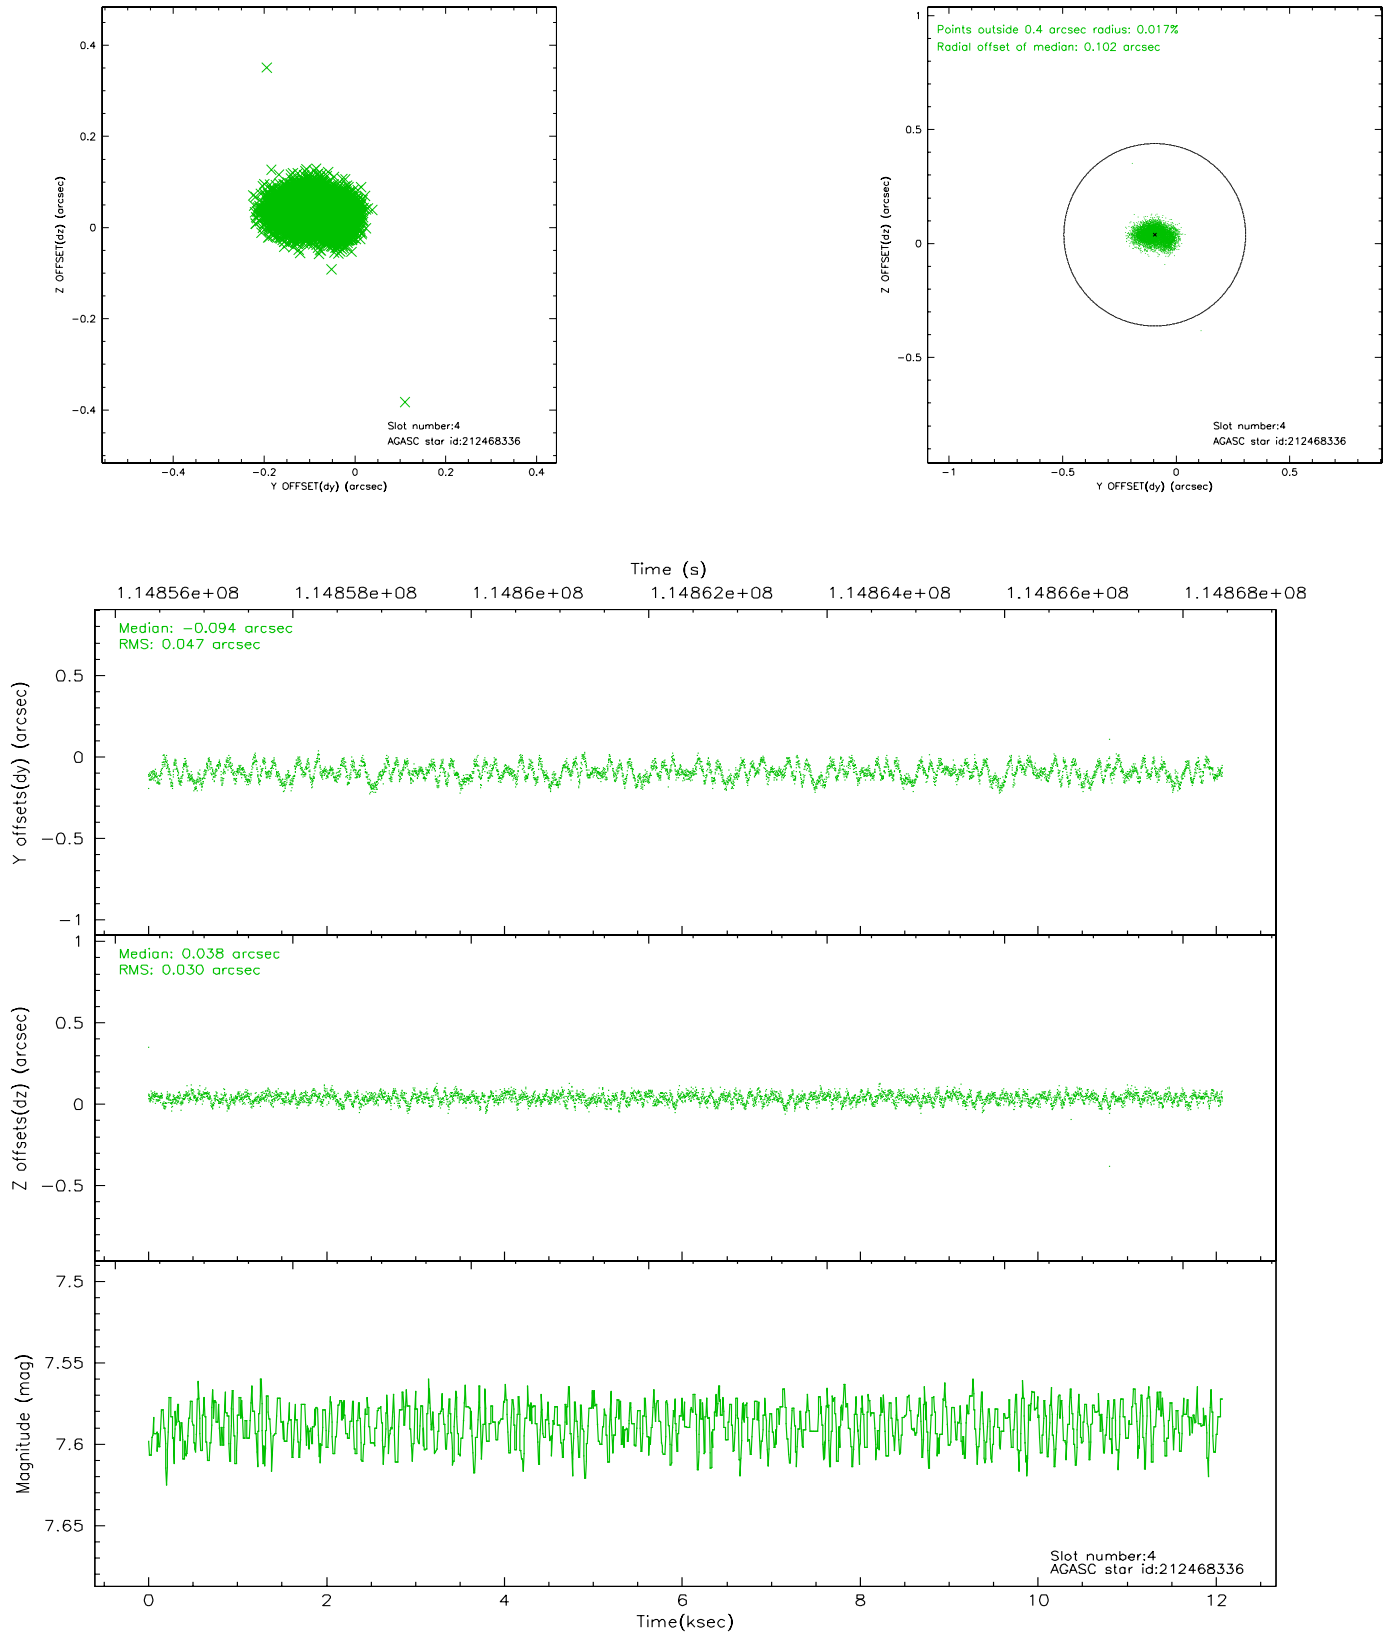 0.4
0.2
0
−0.2
−0.4
Z OFFSET(dz) (arcsec)
−0.4
−0.2
0
0.2
0.4
Y OFFSET(dy) (arcsec)
Slot number:4
AGASC star id:212468336
Points outside 0.4 arcsec radius: 0.017%
Radial offset of median: 0.102 arcsec
1
0.5
0
−0.5
Z OFFSET(dz) (arcsec)
−1
−0.5
0
0.5
Y OFFSET(dy) (arcsec)
Slot number:4
AGASC star id:212468336
Time (s)
1.14856e+08
1.14858e+08
1.1486e+08
1.14862e+08
1.14864e+08
1.14866e+08
1.14868e+08
Median: −0.094 arcsec
RMS: 0.047 arcsec
0.5
0
−0.5
−1
Y offsets(dy) (arcsec)
Median: 0.038 arcsec
RMS: 0.030 arcsec
1
0.5
0
−0.5
Z offsets(dz) (arcsec)
7.5
7.55
7.6
7.65
Magnitude (mag)
Slot number:4
AGASC star id:212468336
0
2
4
6
8
10
12
Time(ksec)